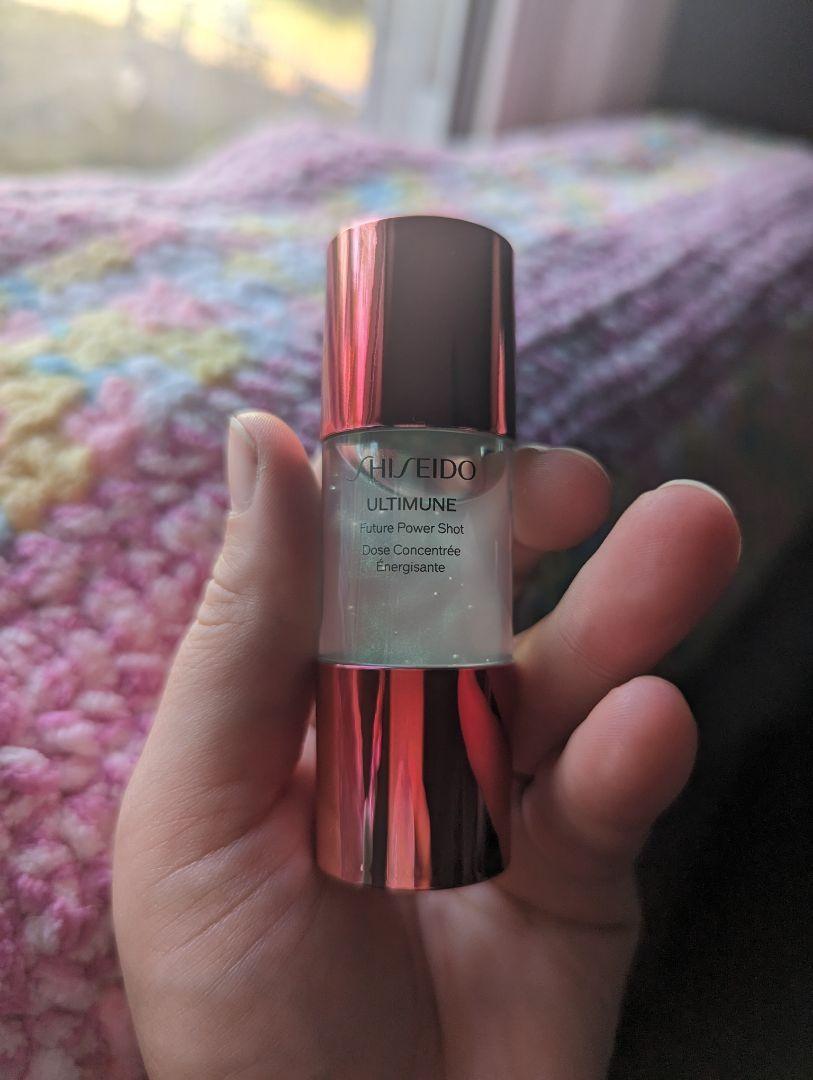 SHISEIDO
ULTIMUNE
Future Power Shot
Dose Concentrée
Énergisante